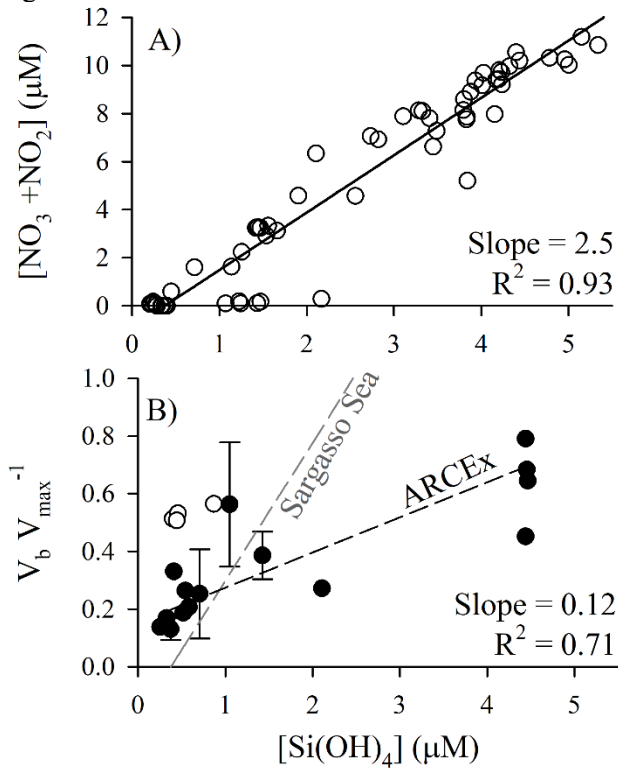 A)
[NO3 +NO2] (μM)
12
10
8
6
4
2
0
Slope = 2.5
R² = 0.93
0 1 2 3 4 5
B)
Vb Vmax⁻¹
1.0
0.8
0.6
0.4
0.2
0.0
Sargasso Sea
ARCEx
Slope = 0.12
R² = 0.71
0 1 2 3 4 5
[Si(OH)4] (μM)